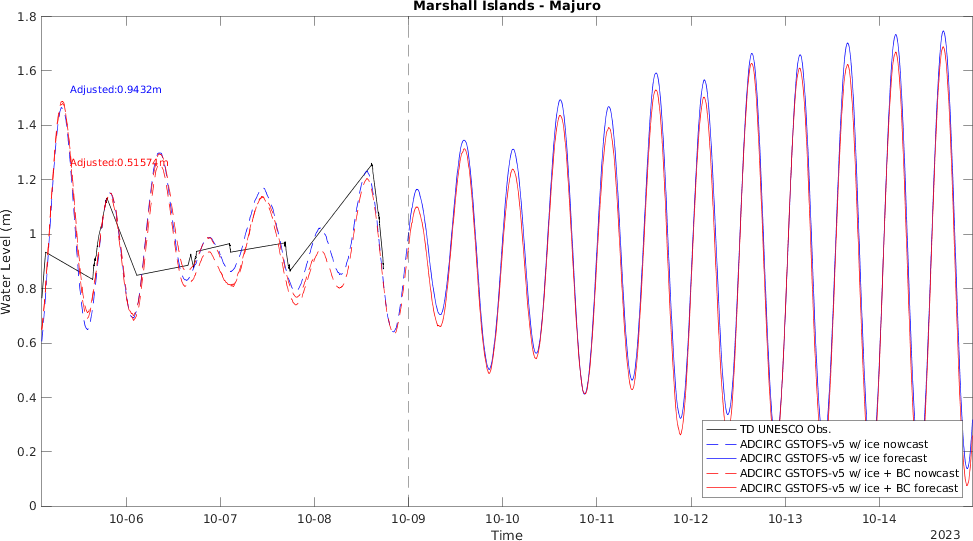 Marshall Islands - Majuro
1.8
1.6
1.4
1.2
1
0.8
0.6
0.4
0.2
0
Water Level (m)
Adjusted:0.9432m
Adjusted:0.51574m
TD UNESCO Obs.
ADCIRC GSTOFS-v5 w/ ice nowcast
ADCIRC GSTOFS-v5 w/ ice forecast
ADCIRC GSTOFS-v5 w/ ice + BC nowcast
ADCIRC GSTOFS-v5 w/ ice + BC forecast
10-06 10-07 10-08 10-09 10-10 10-11 10-12 10-13 10-14
Time
2023